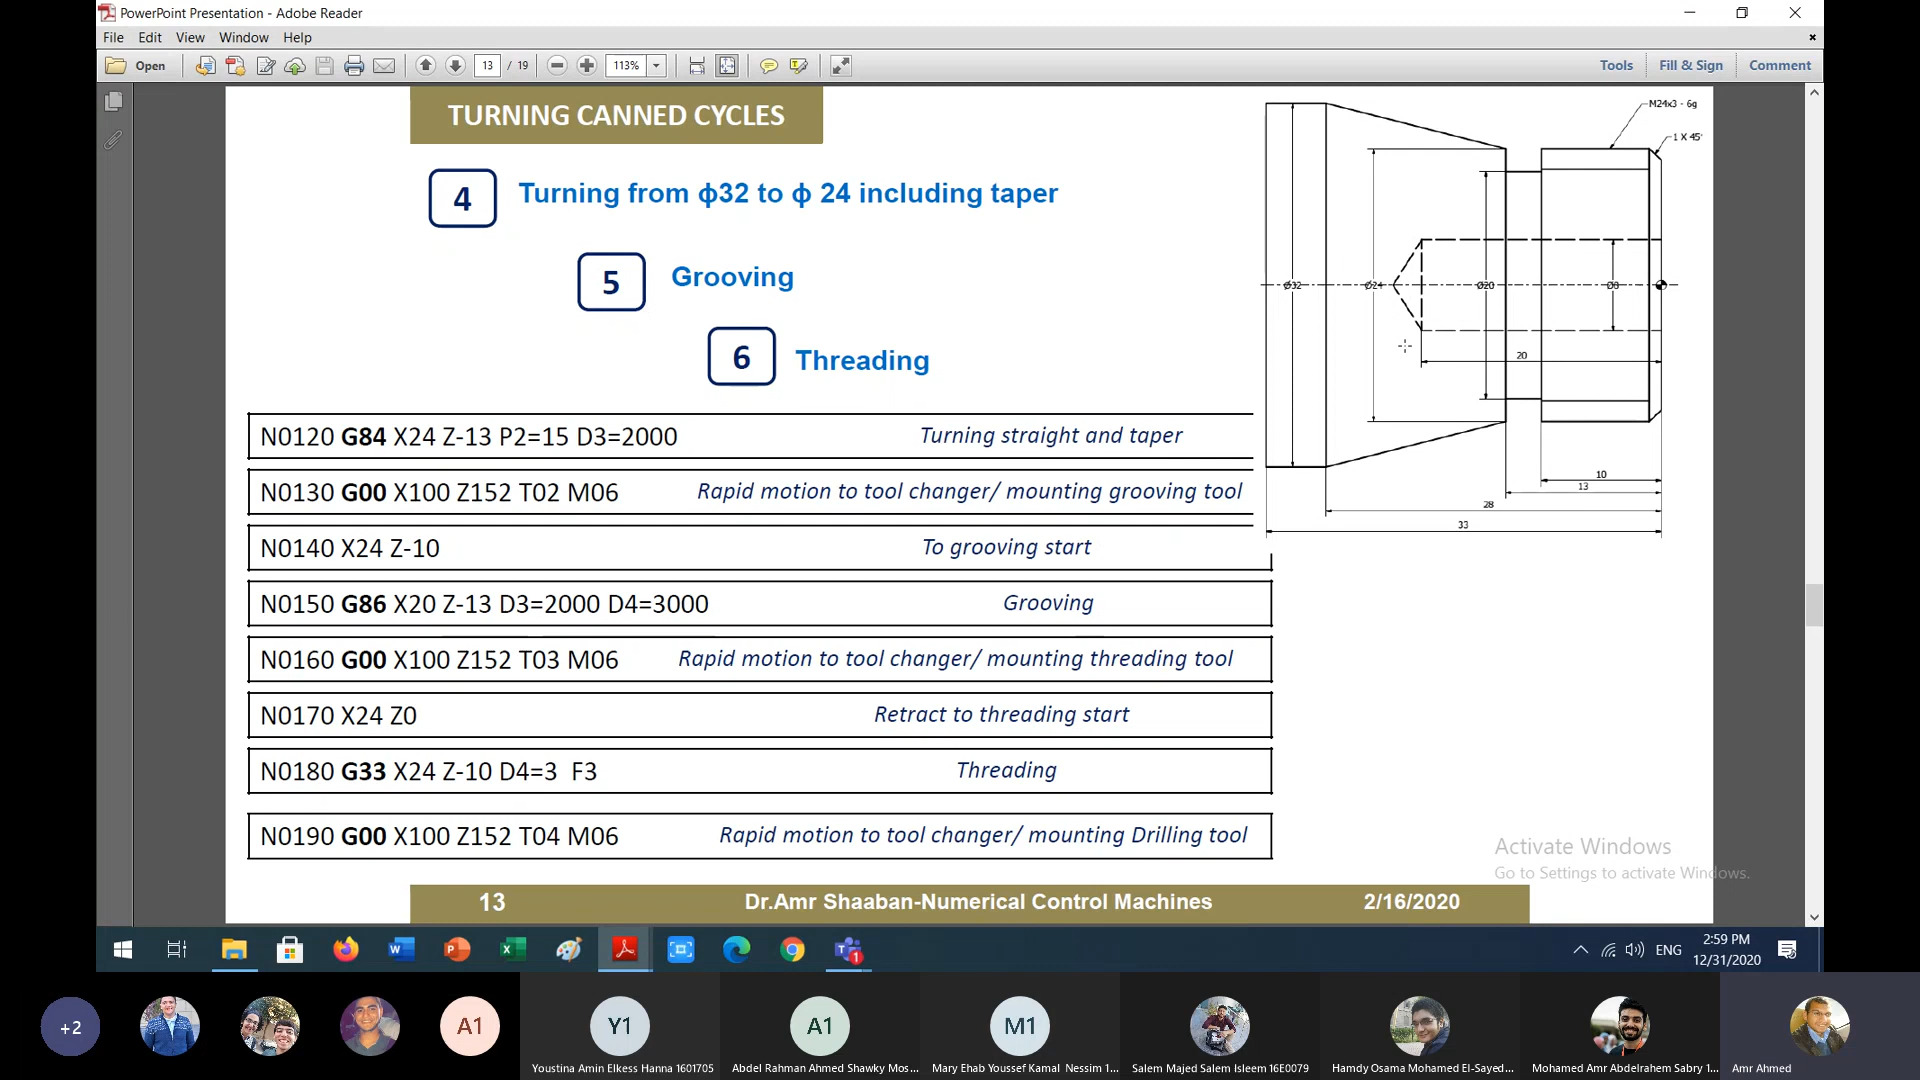 PowerPoint Presentation - Adobe Reader
File Edit View Window Help
Open
13 / 19
113%
Tools
Fill & Sign
Comment
TURNING CANNED CYCLES
4
Turning from ϕ32 to ϕ 24 including taper
5
Grooving
6
Threading
M24x3 - 6g
1 X 45°
Ø32
Ø24
Ø20
Ø8
20
10
13
28
33
N0120 G84 X24 Z-13 P2=15 D3=2000 Turning straight and taper
N0130 G00 X100 Z152 T02 M06 Rapid motion to tool changer/ mounting grooving tool
N0140 X24 Z-10 To grooving start
N0150 G86 X20 Z-13 D3=2000 D4=3000 Grooving
N0160 G00 X100 Z152 T03 M06 Rapid motion to tool changer/ mounting threading tool
N0170 X24 Z0 Retract to threading start
N0180 G33 X24 Z-10 D4=3 F3 Threading
N0190 G00 X100 Z152 T04 M06 Rapid motion to tool changer/ mounting Drilling tool
Activate Windows
Go to Settings to activate Windows.
13 Dr.Amr Shaaban-Numerical Control Machines 2/16/2020
1
ENG
2:59 PM
12/31/2020
+2
A1
Y1
A1
M1
Youstina Amin Elkess Hanna 1601705
Abdel Rahman Ahmed Shawky Mos...
Mary Ehab Youssef Kamal Nessim 1...
Salem Majed Salem Isleem 16E0079
Hamdy Osama Mohamed El-Sayed...
Mohamed Amr Abdelrahem Sabry 1...
Amr Ahmed